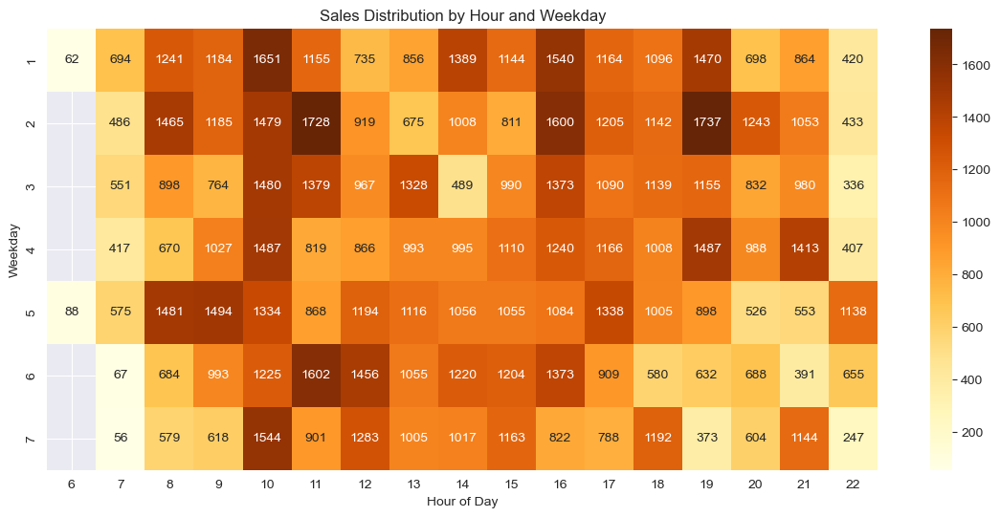 Sales Distribution by Hour and Weekday
1 62 694 1241 1184 1651 1155 735 856 1389 1144 1540 1164 1096 1470 698 864 420
2 486 1465 1185 1479 1728 919 675 1008 811 1600 1205 1142 1737 1243 1053 433
3 551 898 764 1480 1379 967 1328 489 990 1373 1090 1139 1155 832 980 336
4 417 670 1027 1487 819 866 993 995 1110 1240 1166 1008 1487 988 1413 407
5 88 575 1481 1494 1334 868 1194 1116 1056 1055 1084 1338 1005 898 526 553 1138
6 67 684 993 1225 1602 1456 1055 1220 1204 1373 909 580 632 688 391 655
7 56 579 618 1544 901 1283 1005 1017 1163 822 788 1192 373 604 1144 247
6 7 8 9 10 11 12 13 14 15 16 17 18 19 20 21 22
Hour of Day
Weekday
1600
1400
1200
1000
800
600
400
200